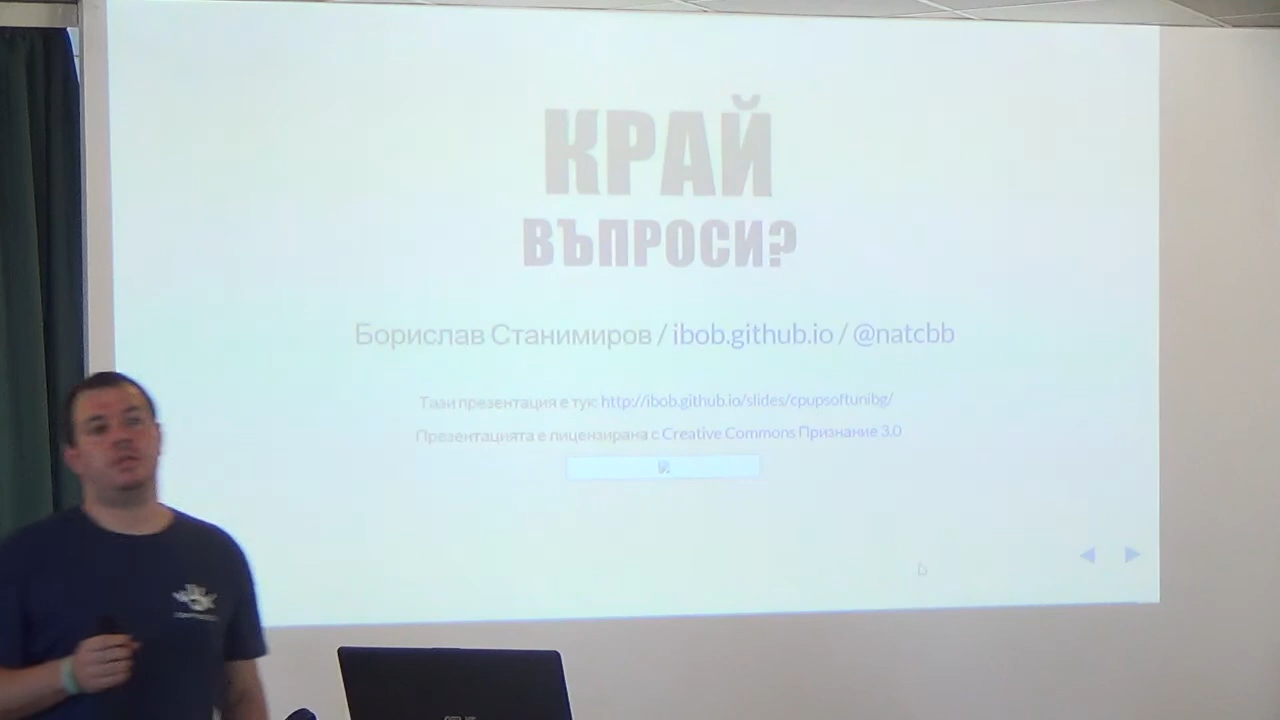 КРАЙ
ВЪПРОСИ?
Борислав Станимиров / ibob.github.io / @natcbb
Тази презентация е тук: http://ibob.github.io/slides/cpupsoftunibg/
Презентацията е лицензирана с Creative Commons Признание 3.0